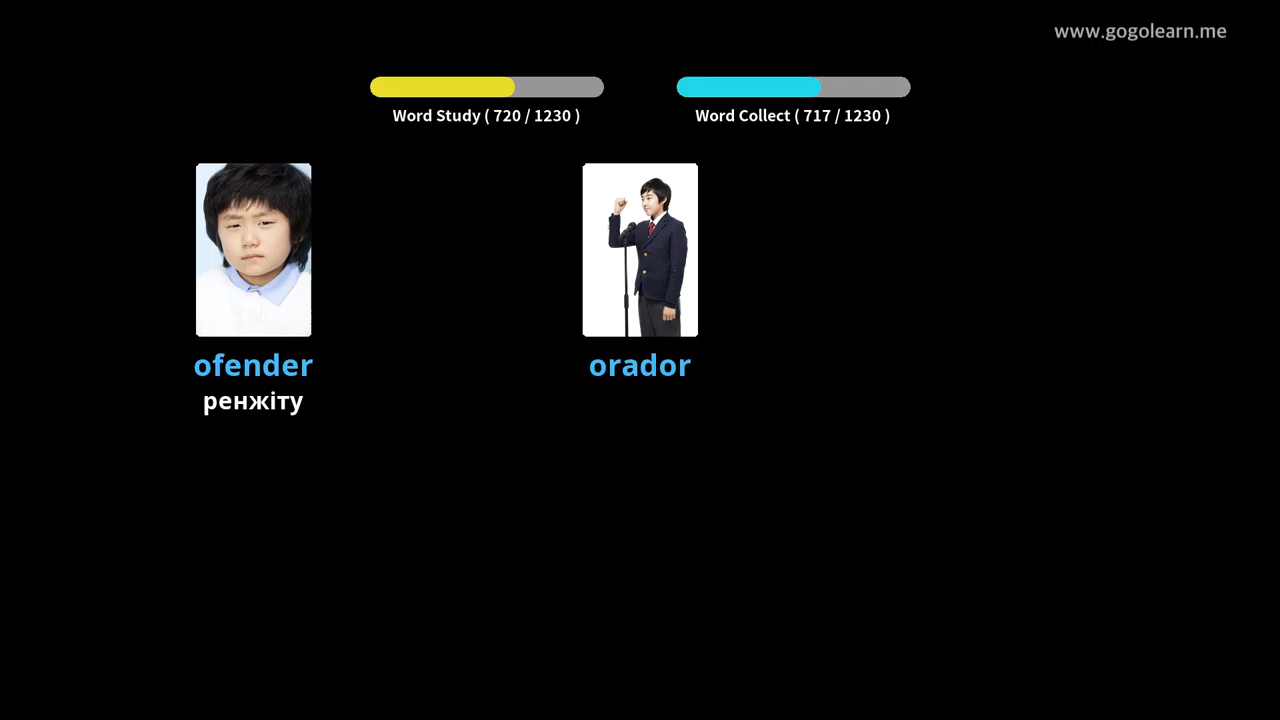 www.gogolearn.me
Word Study ( 720 / 1230 )
Word Collect ( 717 / 1230 )
ofender
ренжіту
orador